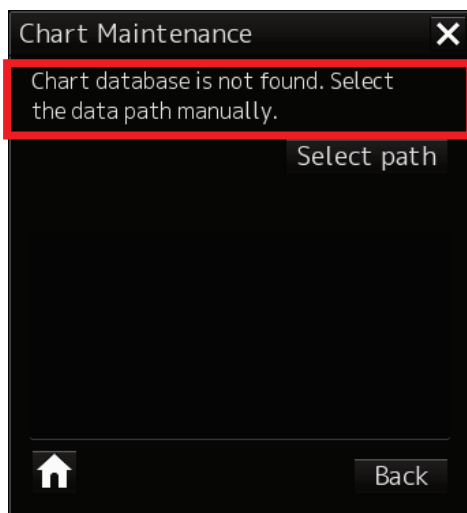 Chart Maintenance
Chart database is not found. Select
the data path manually.
Select path
Back